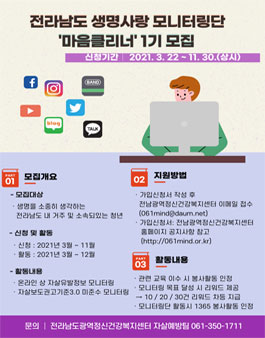 전라남도 생명사랑 모니터링단
'마음클리너' 1기 모집
신청기간 | 2021. 3. 22 ~ 11. 30.(상시)
BAND
blog
TALK
PART 01 모집개요
- 모집대상
· 생명을 소중히 생각하는
전라남도 내 거주 및 소속되있는 청년
- 신청 및 활동
· 신청 : 2021년 3월 ~ 11월
· 활동 : 2021년 3월 ~ 12월
- 활동내용
· 온라인 상 자살유발정보 모니터링
· 자살보도권고기준3.0 미준수 모니터링
PART 02 지원방법
· 가입신청서 작성 후
전남광역정신건강복지센터 이메일 접수
(061mind@daum.net)
· 가입신청서: 전남광역정신건강복지센터
홈페이지 공지사항 참고
(http://061mind.or.kr)
PART 03 활동내용
· 관련 교육 이수 시 봉사활동 인정
· 모니터링 목표 달성 시 리워드 제공
→ 10 / 20 / 30건 리워드 차등 지급
· 모니터링단 활동시 1365 봉사활동 인정
문의 | 전라남도광역정신건강복지센터 자살예방팀 061-350-1711